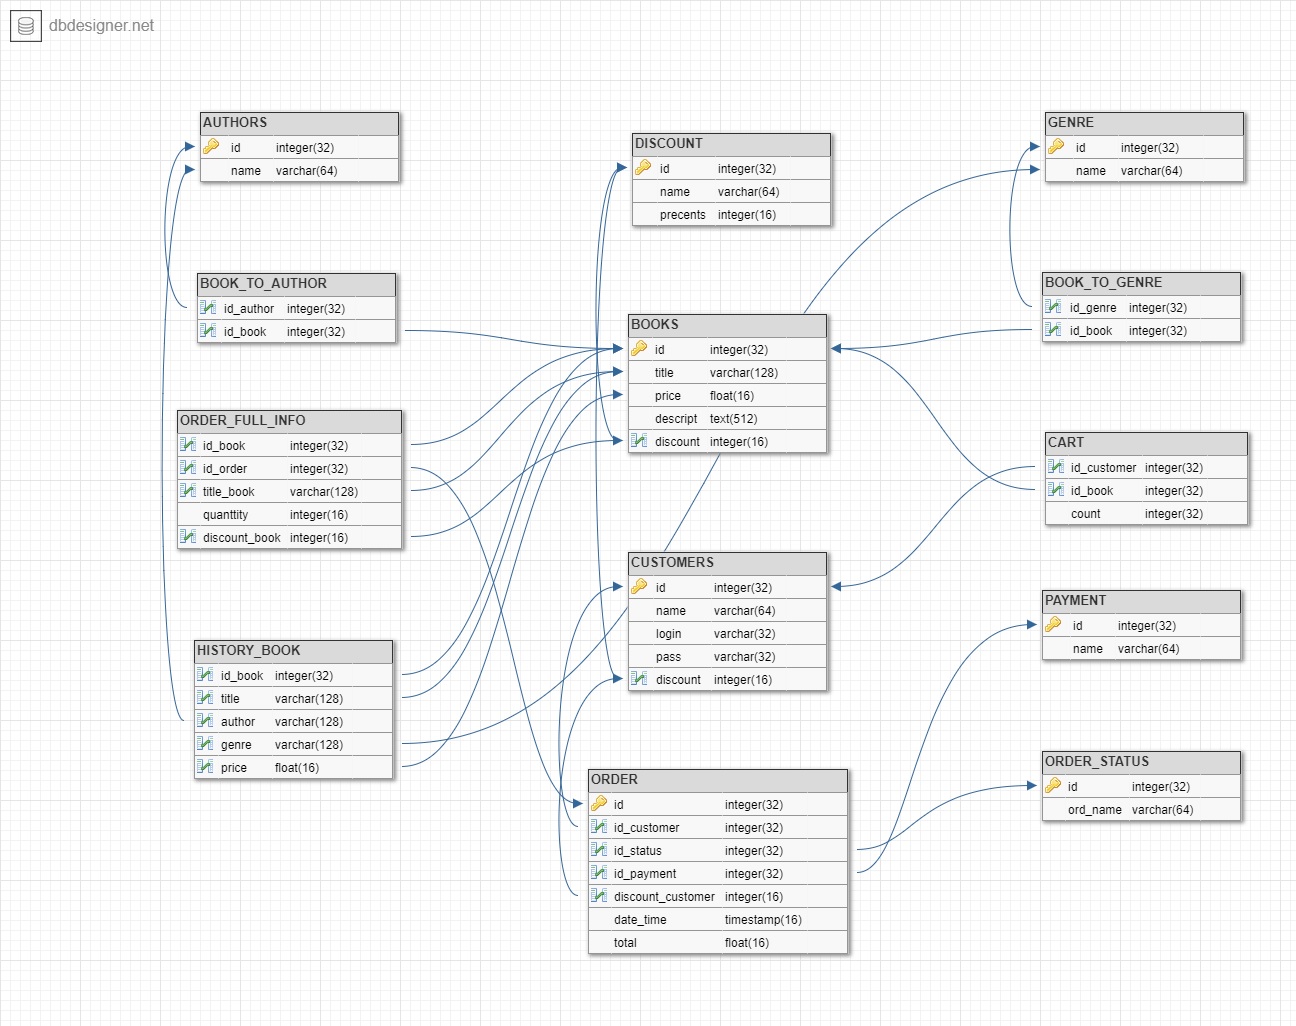 dbdesigner.net
AUTHORS
id integer(32)
name varchar(64)
DISCOUNT
id integer(32)
name varchar(64)
precents integer(16)
GENRE
id integer(32)
name varchar(64)
BOOK_TO_AUTHOR
id_author integer(32)
id_book integer(32)
BOOKS
id integer(32)
title varchar(128)
price float(16)
descript text(512)
discount integer(16)
BOOK_TO_GENRE
id_genre integer(32)
id_book integer(32)
ORDER_FULL_INFO
id_book integer(32)
id_order integer(32)
title_book varchar(128)
quanttity integer(16)
discount_book integer(16)
CART
id_customer integer(32)
id_book integer(32)
count integer(32)
CUSTOMERS
id integer(32)
name varchar(64)
login varchar(32)
pass varchar(32)
discount integer(16)
PAYMENT
id integer(32)
name varchar(64)
HISTORY_BOOK
id_book integer(32)
title varchar(128)
author varchar(128)
genre varchar(128)
price float(16)
ORDER
id integer(32)
id_customer integer(32)
id_status integer(32)
id_payment integer(32)
discount_customer integer(16)
date_time timestamp(16)
total float(16)
ORDER_STATUS
id integer(32)
ord_name varchar(64)